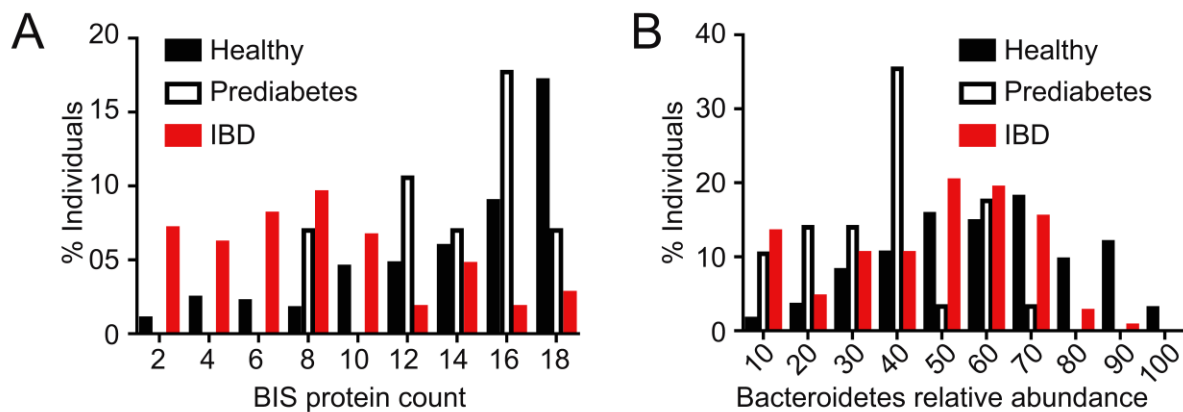 A
% Individuals
20
15
10
05
0
Healthy
Prediabetes
IBD
2 4 6 8 10 12 14 16 18
BIS protein count
B
% Individuals
40
30
20
10
0
Healthy
Prediabetes
IBD
10 20 30 40 50 60 70 80 90 100
Bacteroidetes relative abundance